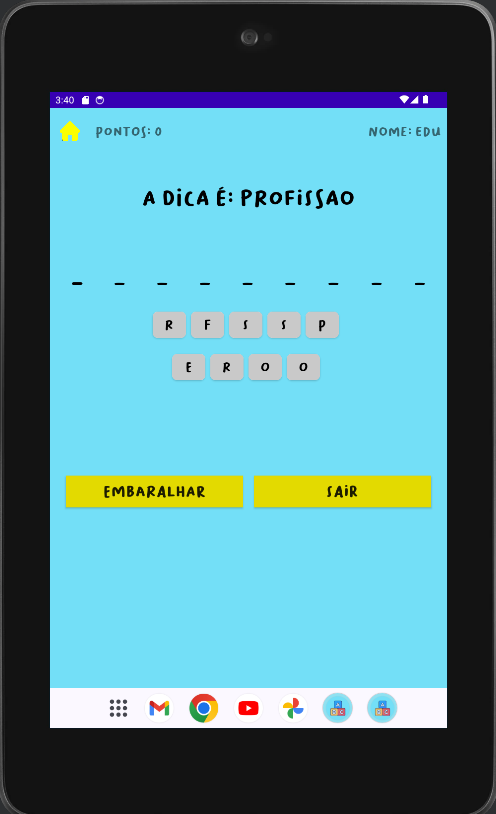 3:40
PONTOS: 0 NOME: EDU
A DICA É: PROFISSAO
R F S S P
E R O O
EMBARALHAR SAIR